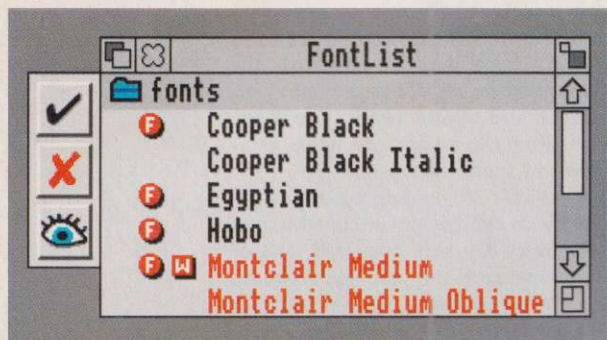 FontList
fonts
F Cooper Black
Cooper Black Italic
F Egyptian
F Hobo
F W Montclair Medium
Montclair Medium Oblique